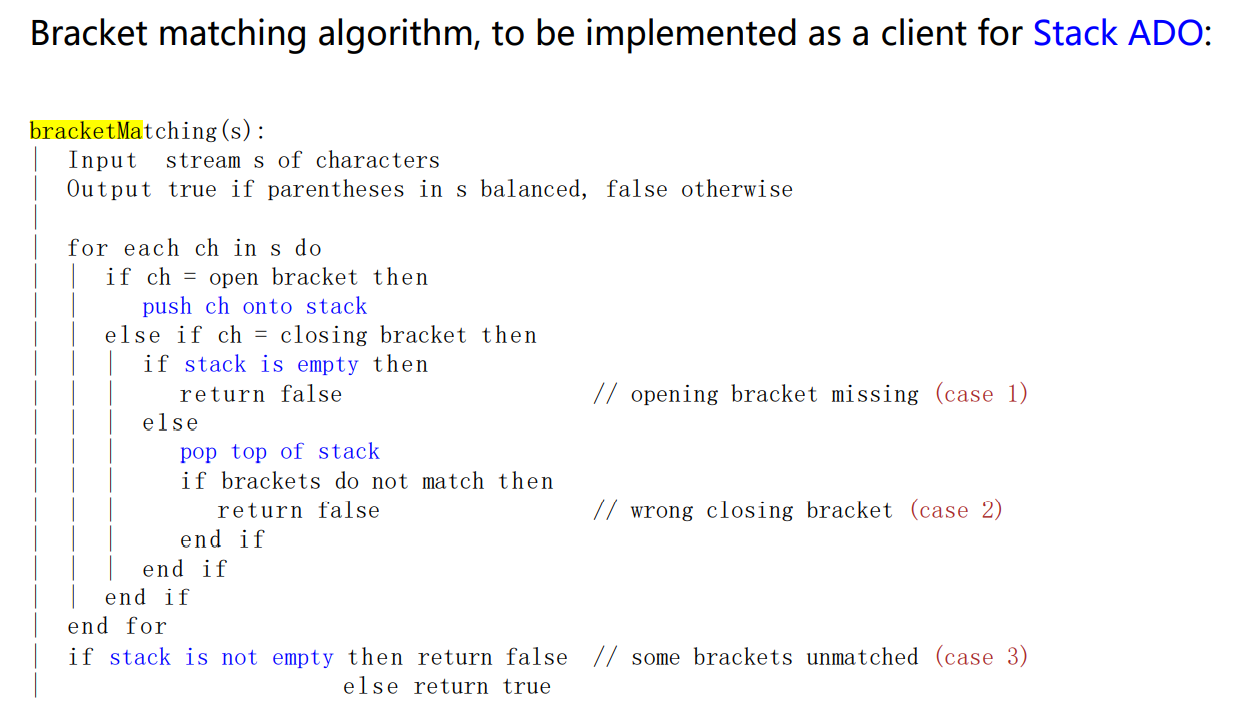 Bracket matching algorithm, to be implemented as a client for Stack ADO:
bracketMatching(s):
Input stream s of characters
Output true if parentheses in s balanced, false otherwise
for each ch in s do
if ch = open bracket then
push ch onto stack
else if ch = closing bracket then
if stack is empty then
return false // opening bracket missing (case 1)
else
pop top of stack
if brackets do not match then
return false // wrong closing bracket (case 2)
end if
end if
end if
end for
if stack is not empty then return false // some brackets unmatched (case 3)
else return true